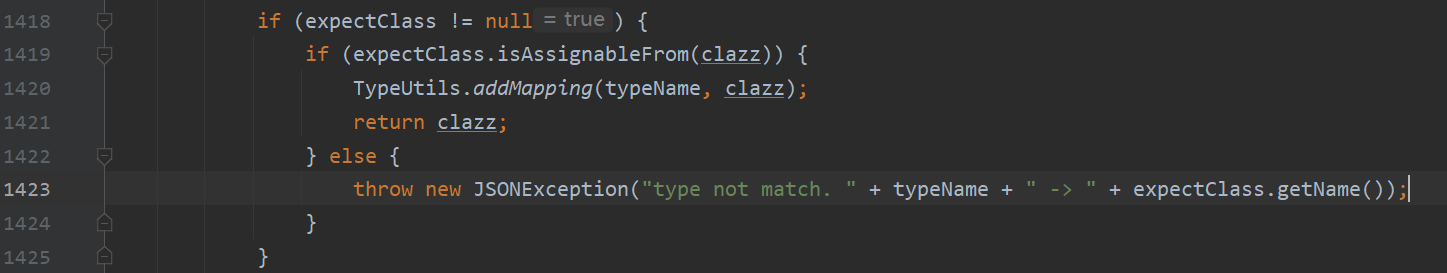 1418 if (expectClass != null = true ) {
1419 if (expectClass.isAssignableFrom(clazz)) {
1420 TypeUtils.addMapping(typeName, clazz);
1421 return clazz;
1422 } else {
1423 throw new JSONException("type not match. " + typeName + " -> " + expectClass.getName());
1424 }
1425 }